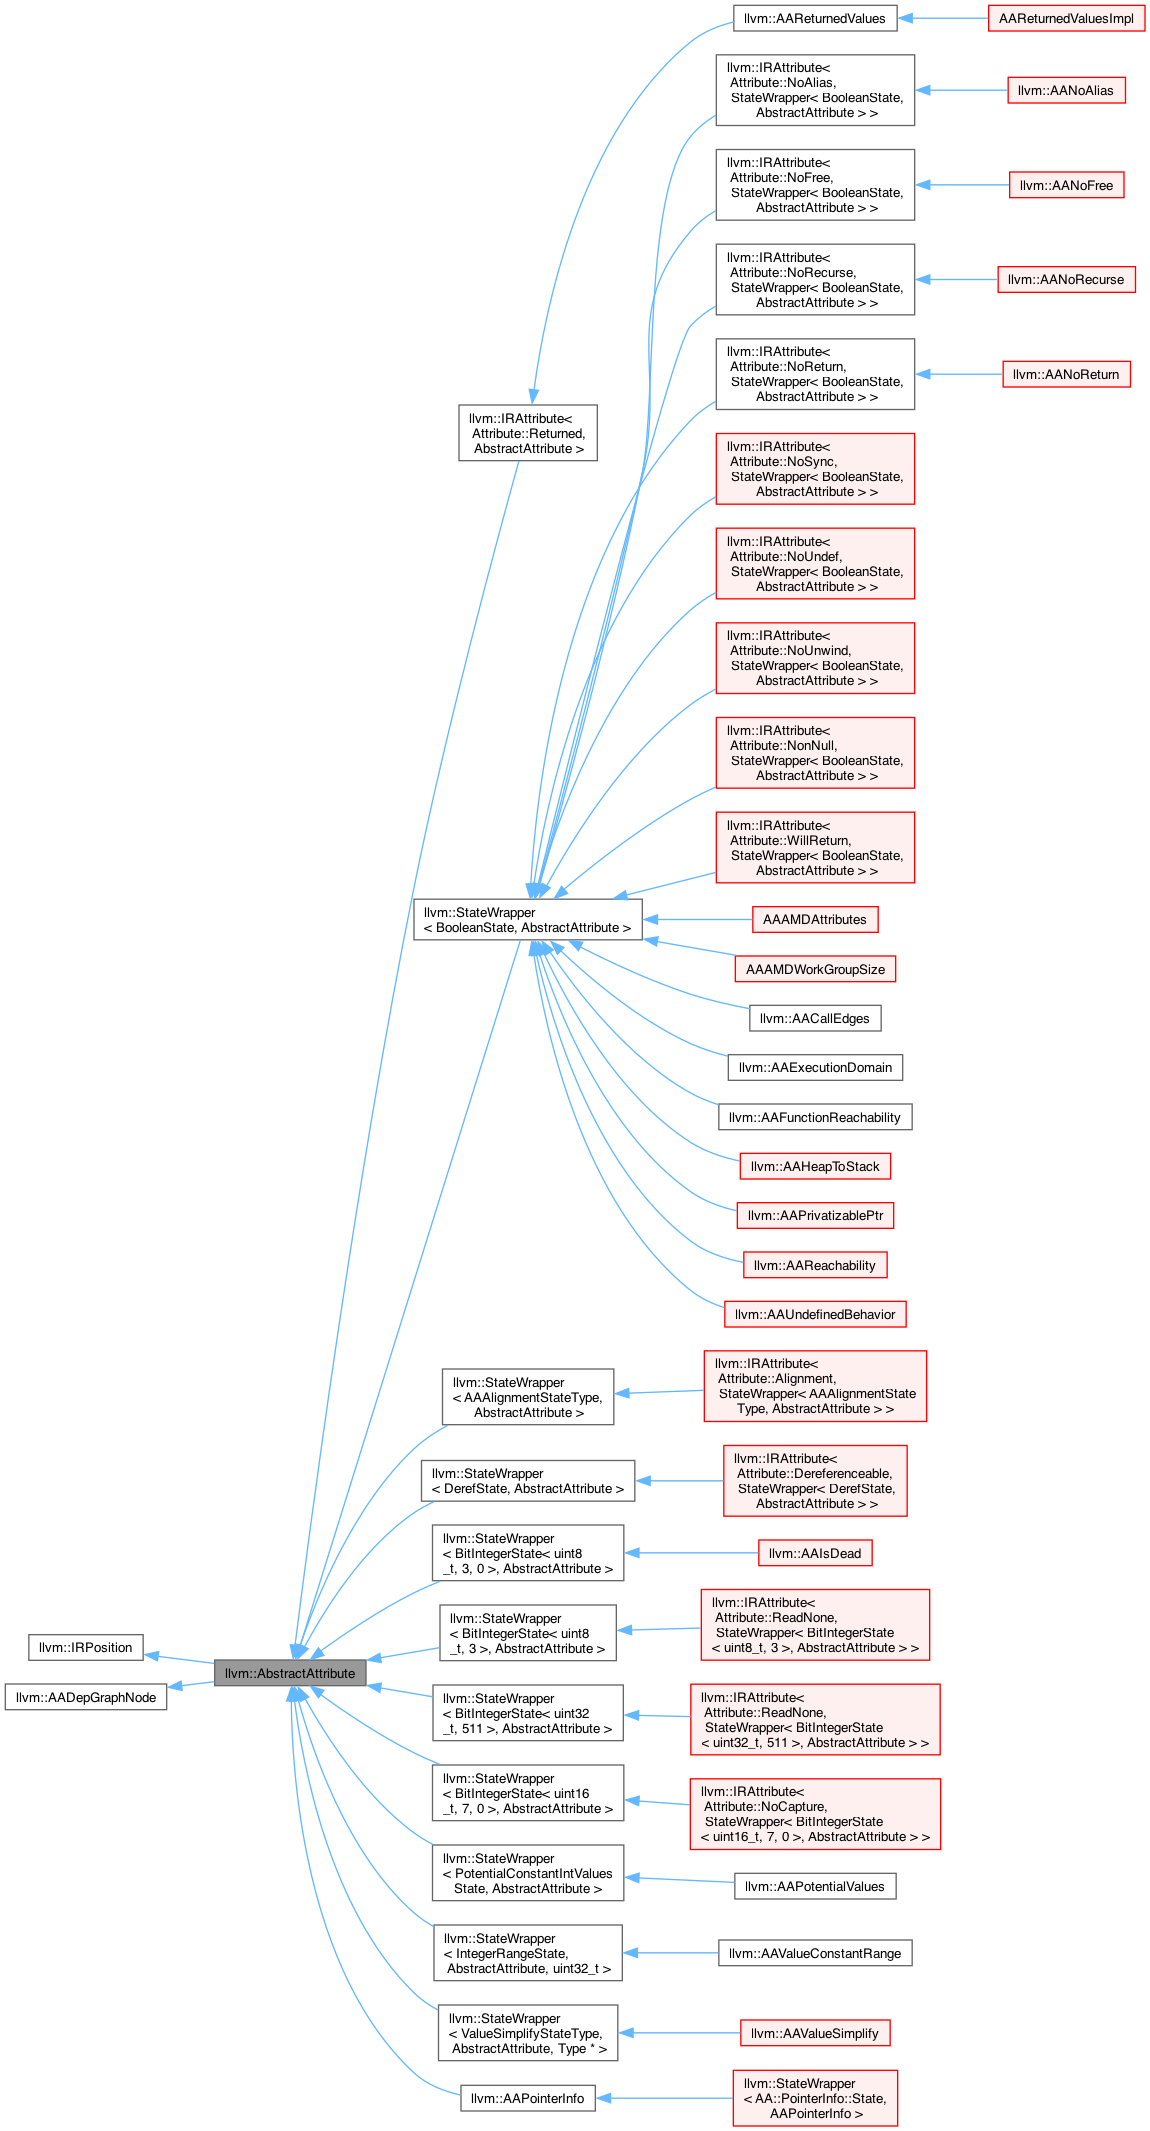 llvm::AAReturnedValues
AAReturnedValuesImpl
llvm::IRAttribute<
Attribute::NoAlias,
StateWrapper< BooleanState,
AbstractAttribute > >
llvm::AANoAlias
llvm::IRAttribute<
Attribute::NoFree,
StateWrapper< BooleanState,
AbstractAttribute > >
llvm::AANoFree
llvm::IRAttribute<
Attribute::NoRecurse,
StateWrapper< BooleanState,
AbstractAttribute > >
llvm::AANoRecurse
llvm::IRAttribute<
Attribute::NoReturn,
StateWrapper< BooleanState,
AbstractAttribute > >
llvm::AANoReturn
llvm::IRAttribute<
Attribute::Returned,
AbstractAttribute >
llvm::IRAttribute<
Attribute::NoSync,
StateWrapper< BooleanState,
AbstractAttribute > >
llvm::IRAttribute<
Attribute::NoUndef,
StateWrapper< BooleanState,
AbstractAttribute > >
llvm::IRAttribute<
Attribute::NoUnwind,
StateWrapper< BooleanState,
AbstractAttribute > >
llvm::IRAttribute<
Attribute::NonNull,
StateWrapper< BooleanState,
AbstractAttribute > >
llvm::IRAttribute<
Attribute::WillReturn,
StateWrapper< BooleanState,
AbstractAttribute > >
llvm::StateWrapper
< BooleanState, AbstractAttribute >
AAAMDAttributes
AAAMDWorkGroupSize
llvm::AACallEdges
llvm::AAExecutionDomain
llvm::AAFunctionReachability
llvm::AAHeapToStack
llvm::AAPrivatizablePtr
llvm::AAReachability
llvm::AAUndefinedBehavior
llvm::StateWrapper
< AAAlignmentStateType,
AbstractAttribute >
llvm::IRAttribute<
Attribute::Alignment,
StateWrapper< AAAlignmentState
Type, AbstractAttribute > >
llvm::StateWrapper
< DerefState, AbstractAttribute >
llvm::IRAttribute<
Attribute::Dereferenceable,
StateWrapper< DerefState,
AbstractAttribute > >
llvm::StateWrapper
< BitIntegerState< uint8
_t, 3, 0 >, AbstractAttribute >
llvm::AAIsDead
llvm::StateWrapper
< BitIntegerState< uint8
_t, 3 >, AbstractAttribute >
llvm::IRAttribute<
Attribute::ReadNone,
StateWrapper< BitIntegerState
< uint8_t, 3 >, AbstractAttribute > >
llvm::IRPosition
llvm::AbstractAttribute
llvm::AADepGraphNode
llvm::StateWrapper
< BitIntegerState< uint32
_t, 511 >, AbstractAttribute >
llvm::IRAttribute<
Attribute::ReadNone,
StateWrapper< BitIntegerState
< uint32_t, 511 >, AbstractAttribute > >
llvm::StateWrapper
< BitIntegerState< uint16
_t, 7, 0 >, AbstractAttribute >
llvm::IRAttribute<
Attribute::NoCapture,
StateWrapper< BitIntegerState
< uint16_t, 7, 0 >, AbstractAttribute > >
llvm::StateWrapper
< PotentialConstantIntValues
State, AbstractAttribute >
llvm::AAPotentialValues
llvm::StateWrapper
< IntegerRangeState,
AbstractAttribute, uint32_t >
llvm::AAValueConstantRange
llvm::StateWrapper
< ValueSimplifyStateType,
AbstractAttribute, Type * >
llvm::AAValueSimplify
llvm::AAPointerInfo
llvm::StateWrapper
< AA::PointerInfo::State,
AAPointerInfo >